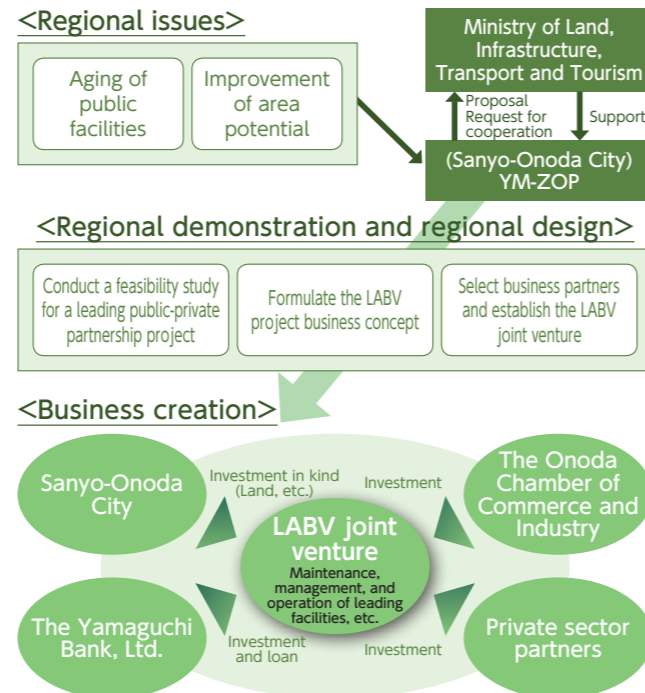 <Regional issues>
Aging of
public
facilities
Improvement
of area
potential
Ministry of Land,
Infrastructure,
Transport and Tourism
Proposal
Request for
cooperation
Support
(Sanyo-Onoda City)
YM-ZOP
<Regional demonstration and regional design>
Conduct a feasibility study
for a leading public-private
partnership project
Formulate the LABV
project business concept
Select business partners
and establish the LABV
joint venture
<Business creation>
Sanyo-Onoda
City
Investment in kind
(Land, etc.)
Investment
The Onoda
Chamber of
Commerce and
Industry
LABV joint
venture
Maintenance,
management, and
operation of leading
facilities, etc.
The Yamaguchi
Bank, Ltd.
Investment
and loan
Investment
Private sector
partners